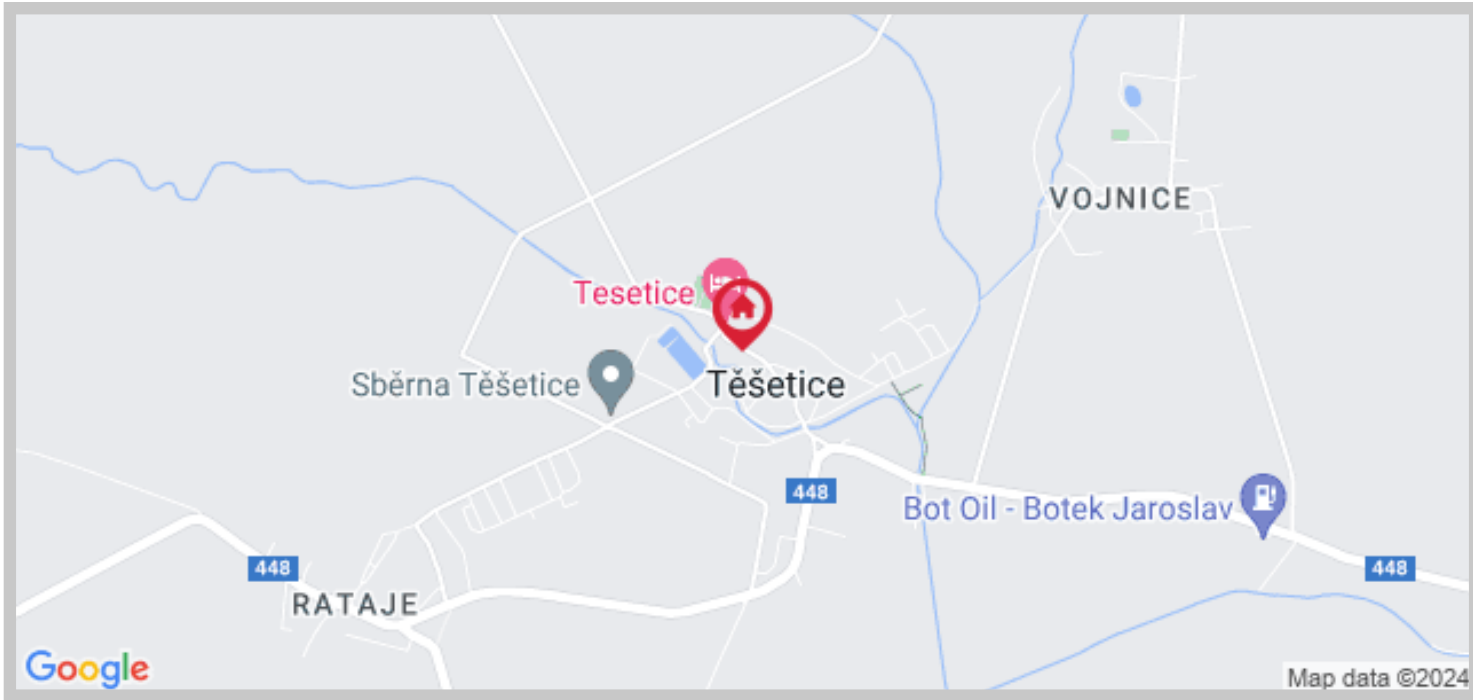 VOJNICE
Tesetice
Sběrna Těšetice
Těšetice
448
Bot Oil - Botek Jaroslav
448
448
RATAJE
Google
Map data ©2024